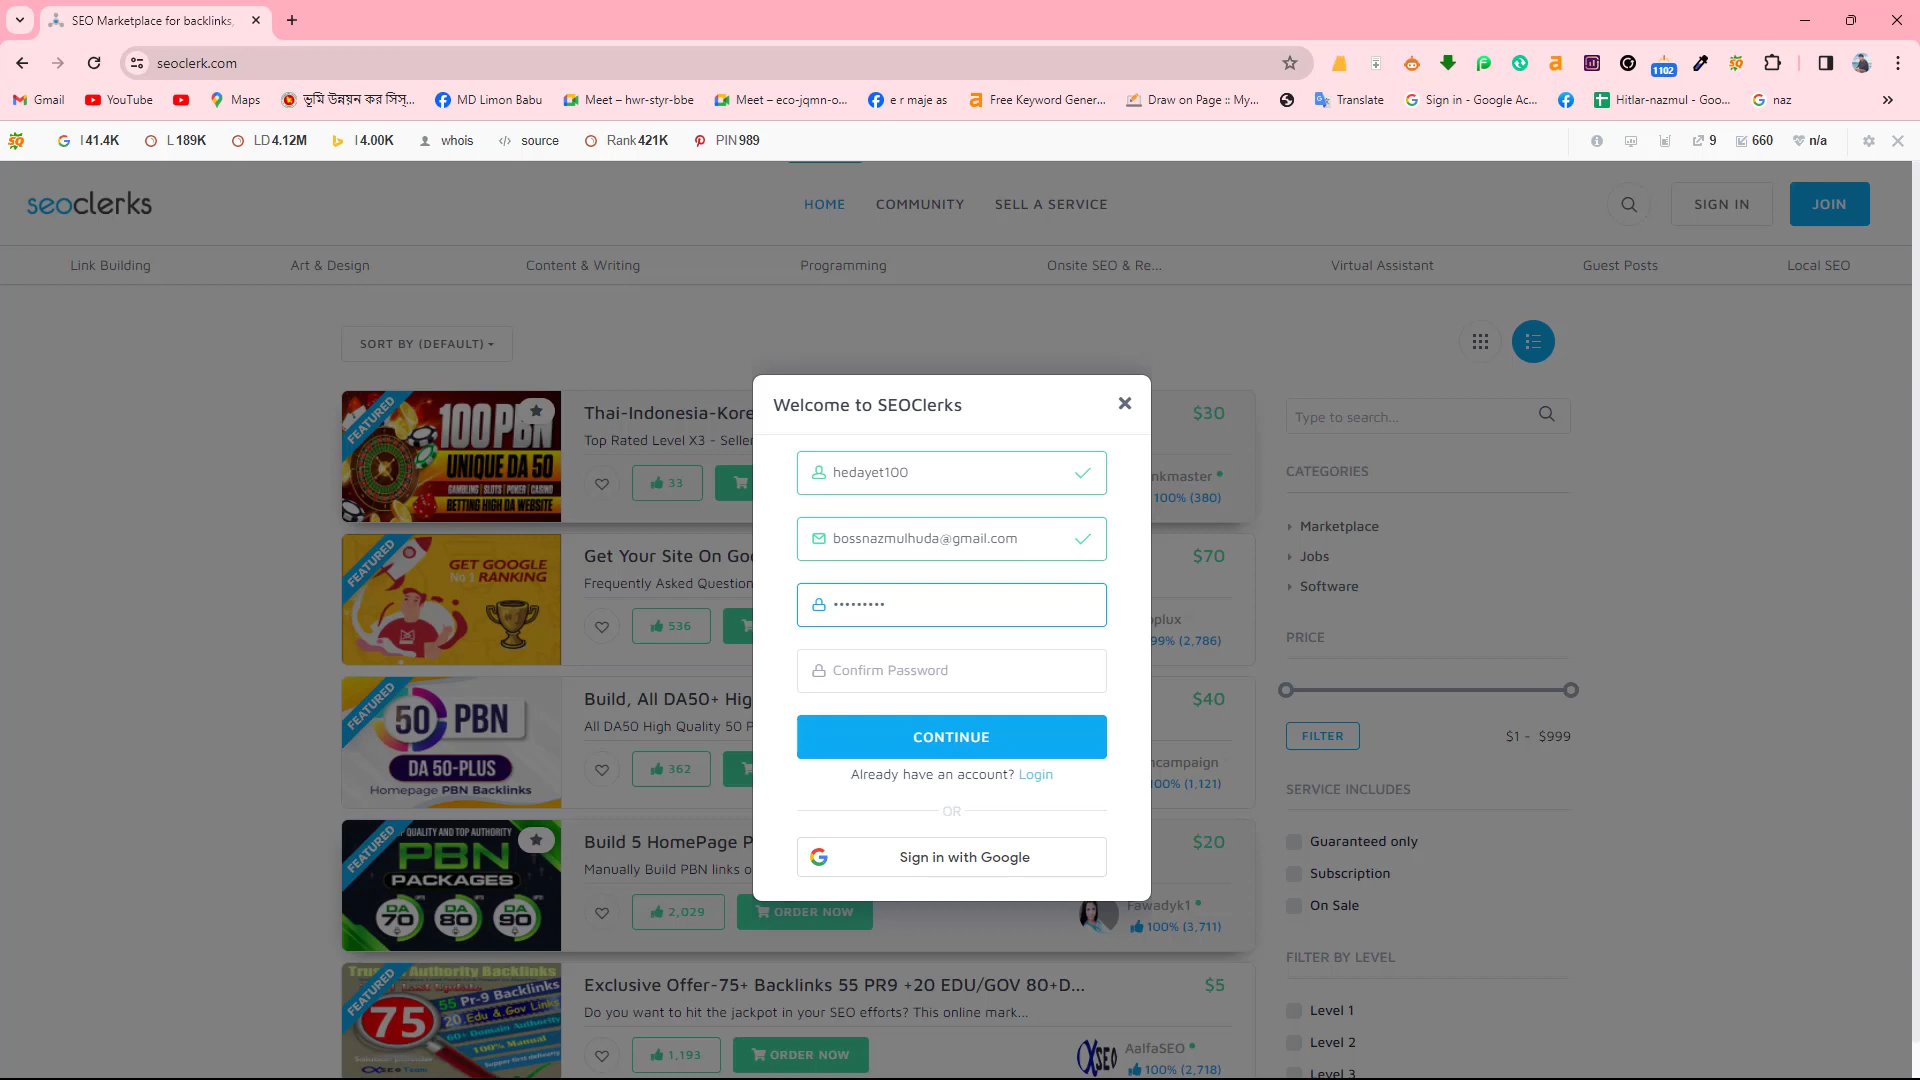 SEO Marketplace for backlinks,
seoclerk.com
1102
Gmail YouTube Maps ভূমি উন্নয়ন কর সিস্... MD Limon Babu Meet – hwr-styr-bbe Meet – eco-jqmn-o... e r maje as Free Keyword Gener... Draw on Page :: My... Translate Sign in - Google Ac... Hitlar-nazmul - Goo... naz
I 41.4K L 189K LD 4.12M I 4.00K whois source Rank 421K PIN 989 9 660 n/a
seoclerks HOME COMMUNITY SELL A SERVICE SIGN IN JOIN
Link Building Art & Design Content & Writing Programming Onsite SEO & Re... Virtual Assistant Guest Posts Local SEO
SORT BY (DEFAULT)
FEATURED
100 PBN
UNIQUE DA 50
GAMBLING | SLOTS | POKER | CASINO
BETTING HIGH DA WEBSITE
Thai-Indonesia-Kore
Top Rated Level X3 - Selle
33
$30
nkmaster
100% (380)
FEATURED
GET GOOGLE
No 1 RANKING
Get Your Site On Go
Frequently Asked Question
536
$70
oplux
99% (2,786)
FEATURED
50 PBN
DA 50-PLUS
Homepage PBN Backlinks
Build, All DA50+ Hig
All DA50 High Quality 50 P
362
$40
ncampaign
100% (1,121)
FEATURED
QUALITY AND TOP AUTHORITY
PBN
PACKAGES
DA 70 DA 80 DA 90
Build 5 HomePage P
Manually Build PBN links o
2,029 ORDER NOW
$20
Fawadyk1
100% (3,711)
FEATURED
Authority Backlinks
55 Pr-9 Backlinks
20 Edu & Gov Links
60+ Domain Authority
100% Manual
75
Exclusive Offer-75+ Backlinks 55 PR9 +20 EDU/GOV 80+D...
Do you want to hit the jackpot in your SEO efforts? This online mark...
1,193 ORDER NOW
$5
SEO
AalfaSEO
100% (2,718)
Welcome to SEOClerks
hedayet100
bossnazmulhuda@gmail.com
•••••••••
Confirm Password
CONTINUE
Already have an account? Login
OR
Sign in with Google
Type to search...
CATEGORIES
Marketplace
Jobs
Software
PRICE
FILTER $1 - $999
SERVICE INCLUDES
Guaranteed only
Subscription
On Sale
FILTER BY LEVEL
Level 1
Level 2
Level 3